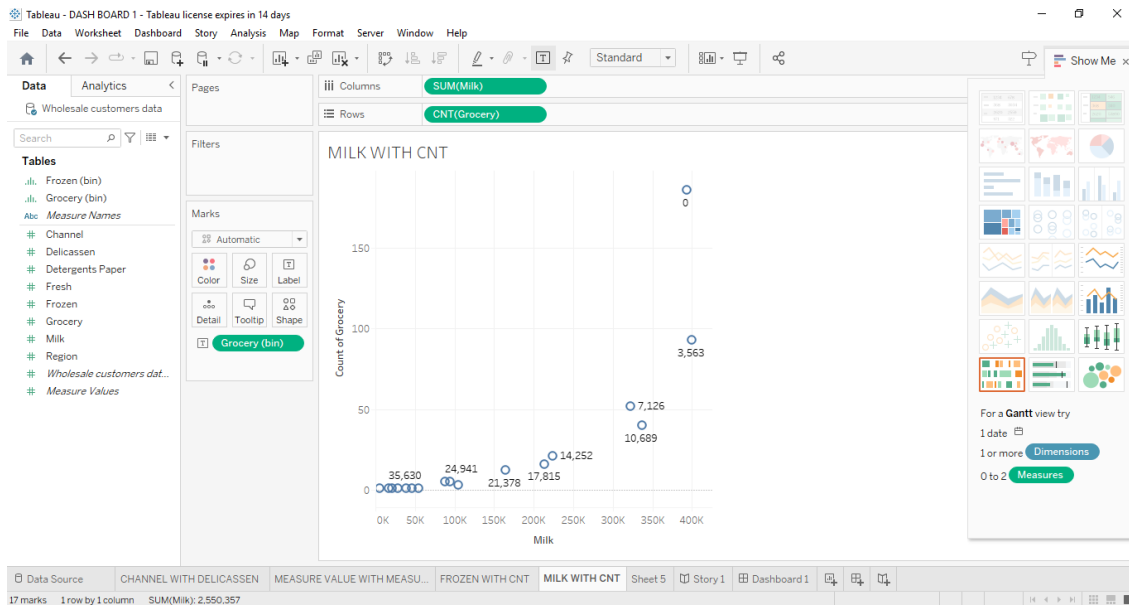 Tableau - DASH BOARD 1 - Tableau license expires in 14 days
File Data Worksheet Dashboard Story Analysis Map Format Server Window Help
Standard
Show Me
Data Analytics
Wholesale customers data
Search
Tables
Frozen (bin)
Grocery (bin)
Abc Measure Names
# Channel
# Delicassen
# Detergents Paper
# Fresh
# Frozen
# Grocery
# Milk
# Region
# Wholesale customers dat...
# Measure Values
Pages
Filters
Marks
Automatic
Color Size Label
Detail Tooltip Shape
Grocery (bin)
Columns SUM(Milk)
Rows CNT(Grocery)
MILK WITH CNT
Count of Grocery
150
100
50
0
0
3,563
7,126
10,689
14,252
17,815
21,378
24,941
35,630
0K 50K 100K 150K 200K 250K 300K 350K 400K
Milk
For a Gantt view try
1 date
1 or more Dimensions
0 to 2 Measures
Data Source CHANNEL WITH DELICASSEN MEASURE VALUE WITH MEASU... FROZEN WITH CNT MILK WITH CNT Sheet 5 Story 1 Dashboard 1
17 marks 1 row by 1 column SUM(Milk): 2,550,357